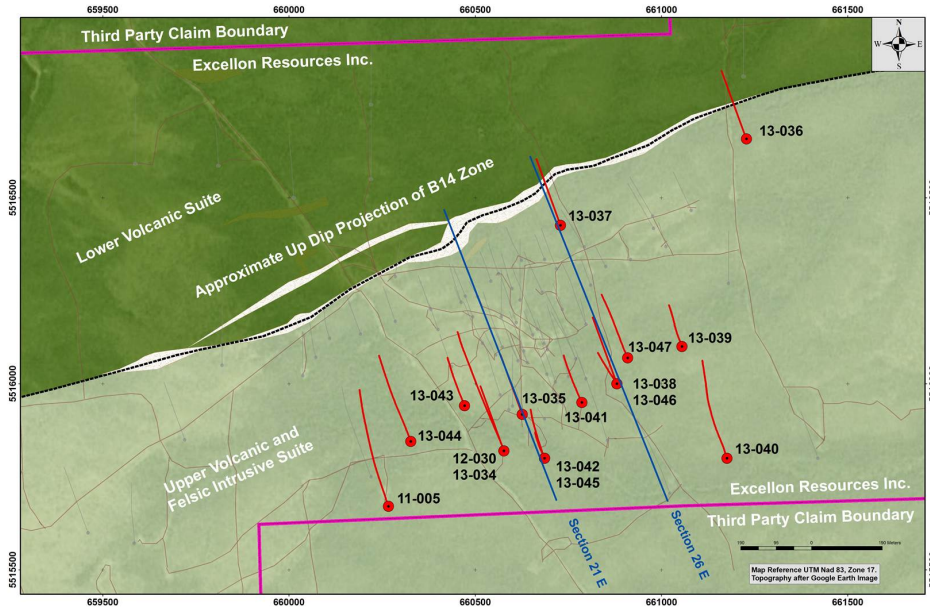 659500
660000
660500
661000
661500
Third Party Claim Boundary
Excellon Resources Inc.
N
W
E
S
13-036
5516500
Lower Volcanic Suite
Approximate Up Dip Projection of B14 Zone
13-037
5516000
13-039
13-047
13-038
13-046
13-043
13-035
13-041
13-044
12-030
13-034
13-042
13-045
13-040
Upper Volcanic and
Felsic Intrusive Suite
11-005
Excellon Resources Inc.
Third Party Claim Boundary
Section 21 E
Section 26 E
0
Meters
5515500
Map Reference UTM Nad 83, Zone 17.
Topography after Google Earth Image
659500
660000
660500
661000
661500